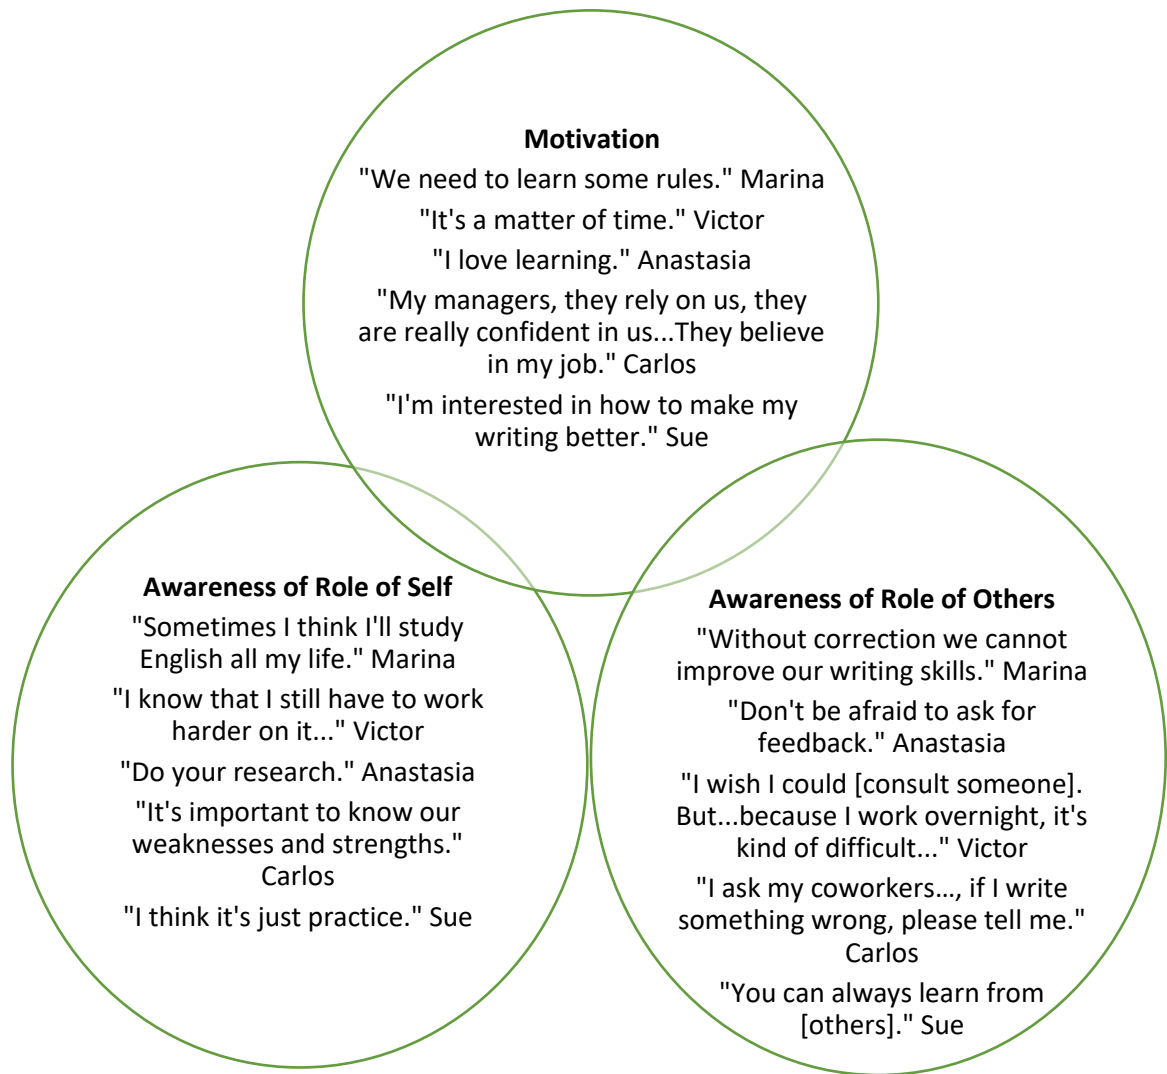 Motivation
"We need to learn some rules." Marina
"It's a matter of time." Victor
"I love learning." Anastasia
"My managers, they rely on us, they
are really confident in us...They believe
in my job." Carlos
"I'm interested in how to make my
writing better." Sue
Awareness of Role of Self
"Sometimes I think I'll study
English all my life." Marina
"I know that I still have to work
harder on it..." Victor
"Do your research." Anastasia
"It's important to know our
weaknesses and strengths."
Carlos
"I think it's just practice." Sue
Awareness of Role of Others
"Without correction we cannot
improve our writing skills." Marina
"Don't be afraid to ask for
feedback." Anastasia
"I wish I could [consult someone].
But...because I work overnight, it's
kind of difficult..." Victor
"I ask my coworkers..., if I write
something wrong, please tell me."
Carlos
"You can always learn from
[others]." Sue